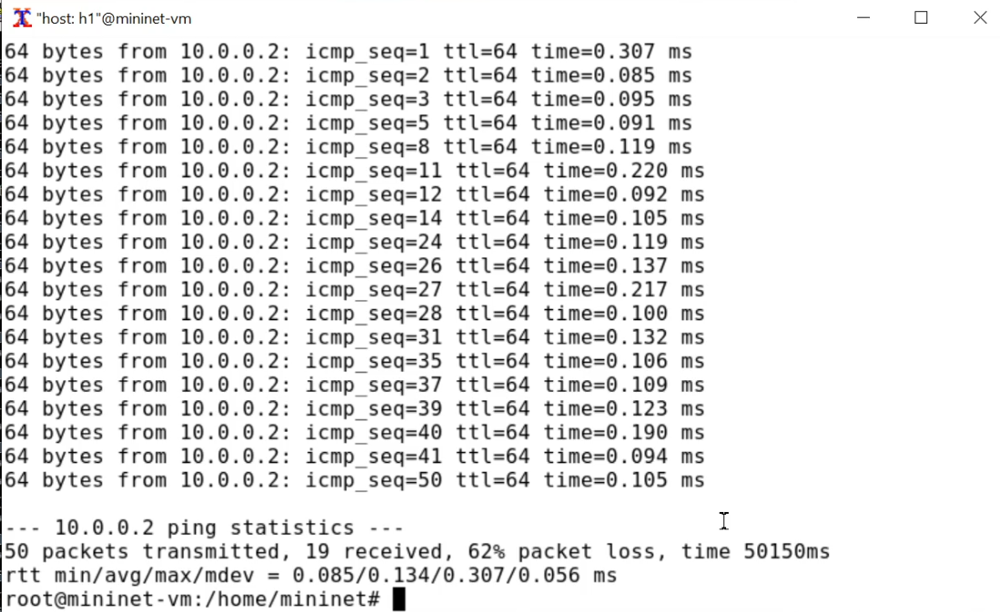 "host: h1"@mininet-vm
64 bytes from 10.0.0.2: icmp_seq=1 ttl=64 time=0.307 ms
64 bytes from 10.0.0.2: icmp_seq=2 ttl=64 time=0.085 ms
64 bytes from 10.0.0.2: icmp_seq=3 ttl=64 time=0.095 ms
64 bytes from 10.0.0.2: icmp_seq=5 ttl=64 time=0.091 ms
64 bytes from 10.0.0.2: icmp_seq=8 ttl=64 time=0.119 ms
64 bytes from 10.0.0.2: icmp_seq=11 ttl=64 time=0.220 ms
64 bytes from 10.0.0.2: icmp_seq=12 ttl=64 time=0.092 ms
64 bytes from 10.0.0.2: icmp_seq=14 ttl=64 time=0.105 ms
64 bytes from 10.0.0.2: icmp_seq=24 ttl=64 time=0.119 ms
64 bytes from 10.0.0.2: icmp_seq=26 ttl=64 time=0.137 ms
64 bytes from 10.0.0.2: icmp_seq=27 ttl=64 time=0.217 ms
64 bytes from 10.0.0.2: icmp_seq=28 ttl=64 time=0.100 ms
64 bytes from 10.0.0.2: icmp_seq=31 ttl=64 time=0.132 ms
64 bytes from 10.0.0.2: icmp_seq=35 ttl=64 time=0.106 ms
64 bytes from 10.0.0.2: icmp_seq=37 ttl=64 time=0.109 ms
64 bytes from 10.0.0.2: icmp_seq=39 ttl=64 time=0.123 ms
64 bytes from 10.0.0.2: icmp_seq=40 ttl=64 time=0.190 ms
64 bytes from 10.0.0.2: icmp_seq=41 ttl=64 time=0.094 ms
64 bytes from 10.0.0.2: icmp_seq=50 ttl=64 time=0.105 ms
--- 10.0.0.2 ping statistics ---
50 packets transmitted, 19 received, 62% packet loss, time 50150ms
rtt min/avg/max/mdev = 0.085/0.134/0.307/0.056 ms
root@mininet-vm:/home/mininet#